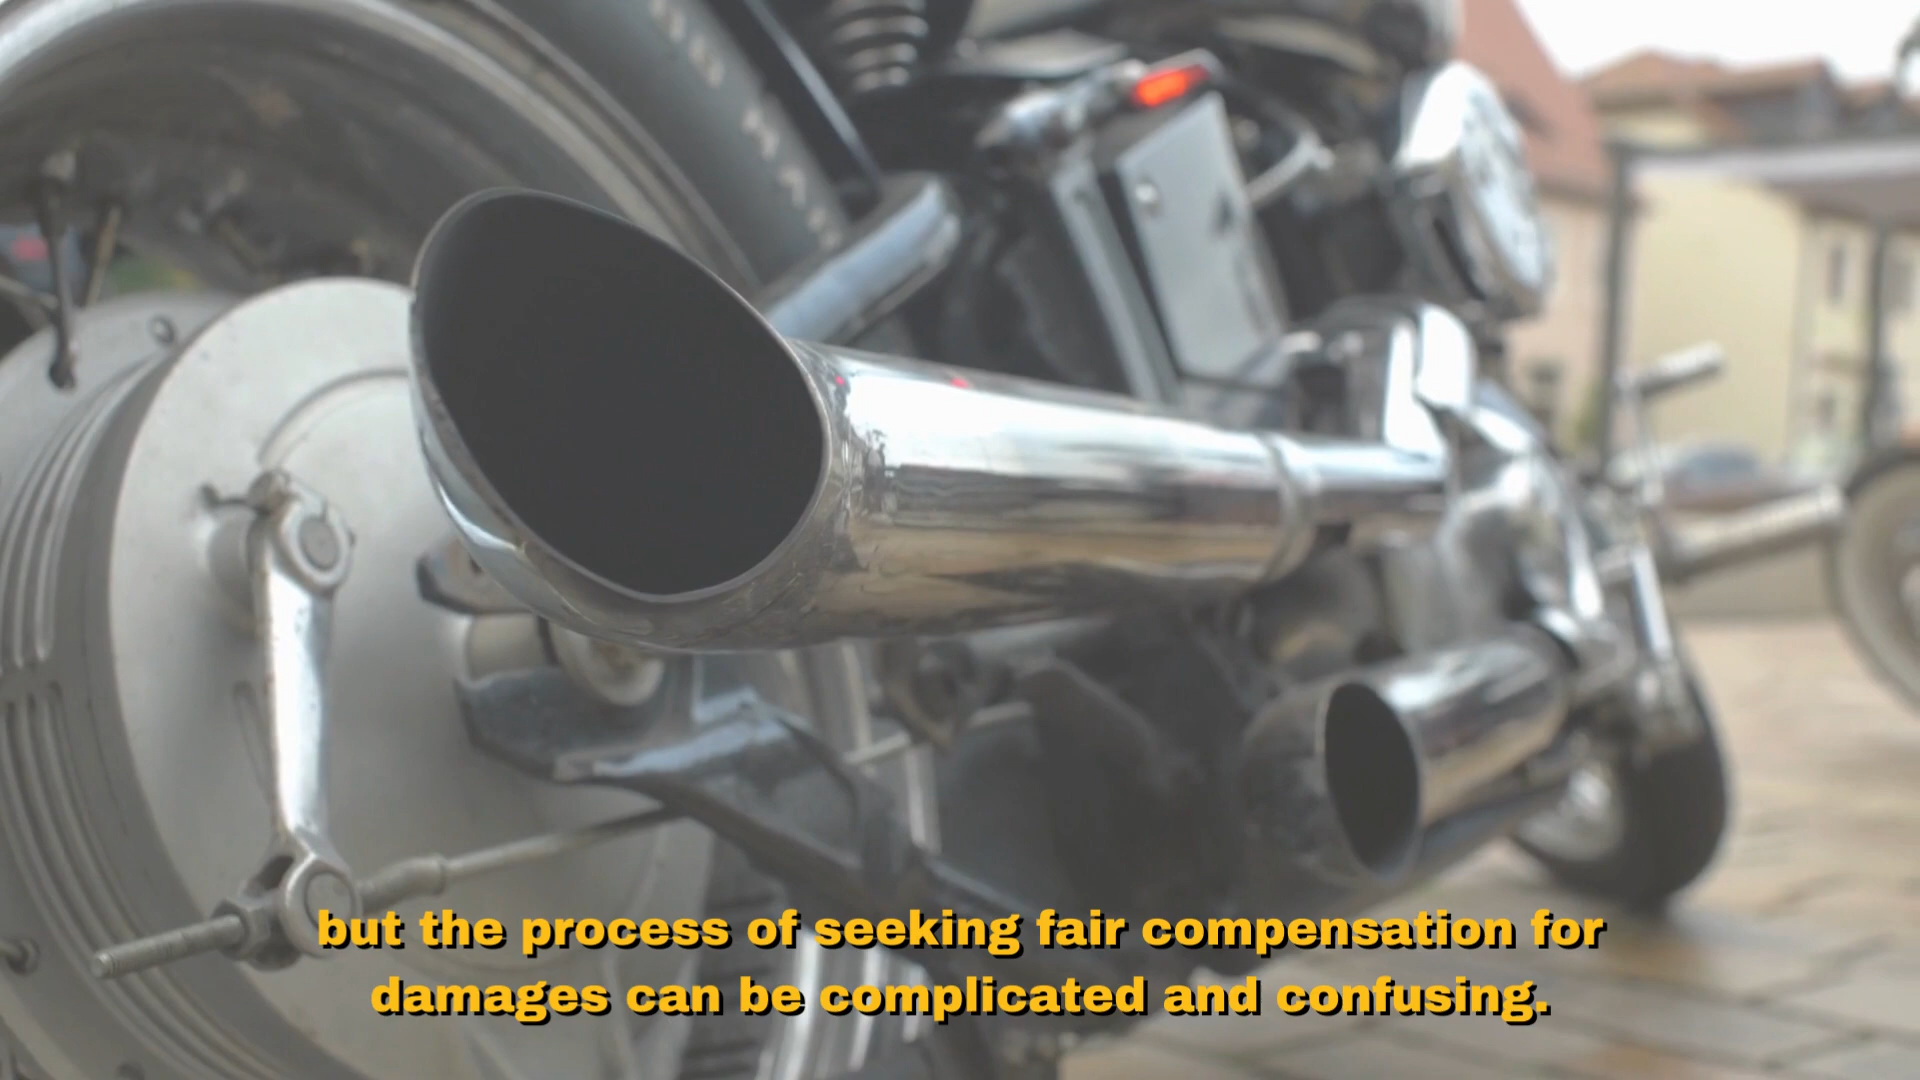 but the process of seeking fair compensation for
damages can be complicated and confusing.